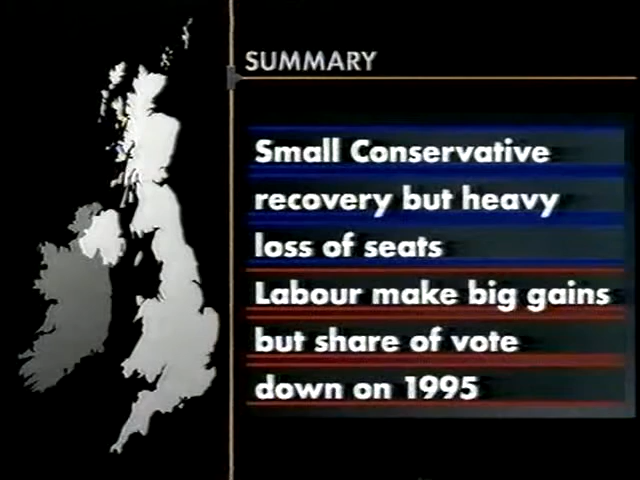 SUMMARY
Small Conservative
recovery but heavy
loss of seats
Labour make big gains
but share of vote
down on 1995